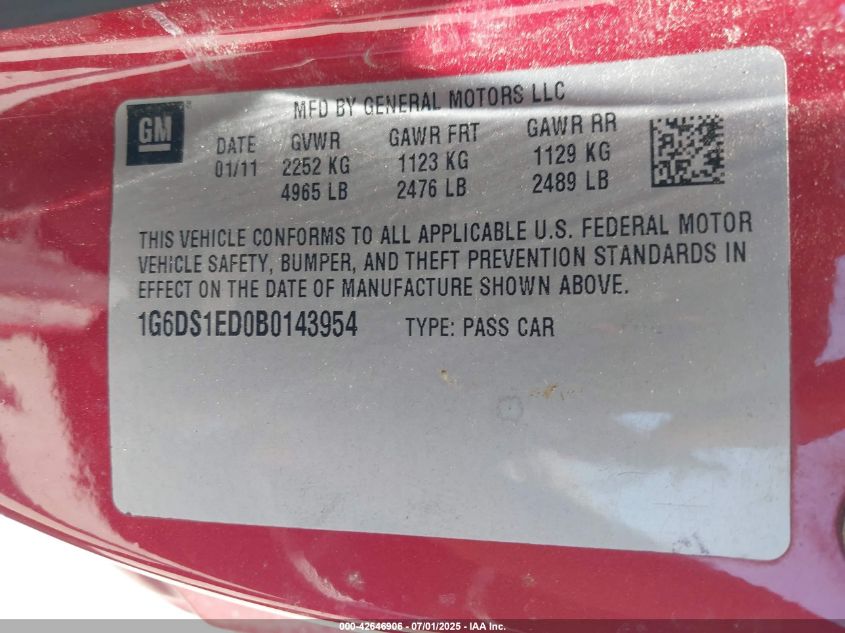 MFD BY GENERAL MOTORS LLC
GM
DATE GVWR GAWR FRT GAWR RR
01/11 2252 KG 1123 KG 1129 KG
4965 LB 2476 LB 2489 LB
THIS VEHICLE CONFORMS TO ALL APPLICABLE U.S. FEDERAL MOTOR
VEHICLE SAFETY, BUMPER, AND THEFT PREVENTION STANDARDS IN
EFFECT ON THE DATE OF MANUFACTURE SHOWN ABOVE.
1G6DS1ED0B0143954 TYPE: PASS CAR
000-42646906 - 07/01/2025 - IAA Inc.